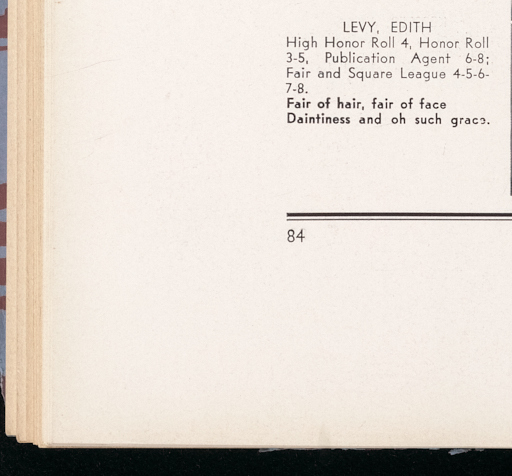 LEVY, EDITH
High Honor Roll 4, Honor Roll
3-5, Publication Agent 6-8;
Fair and Square League 4-5-6-
7-8.
Fair of hair, fair of face
Daintiness and oh such grace.
84